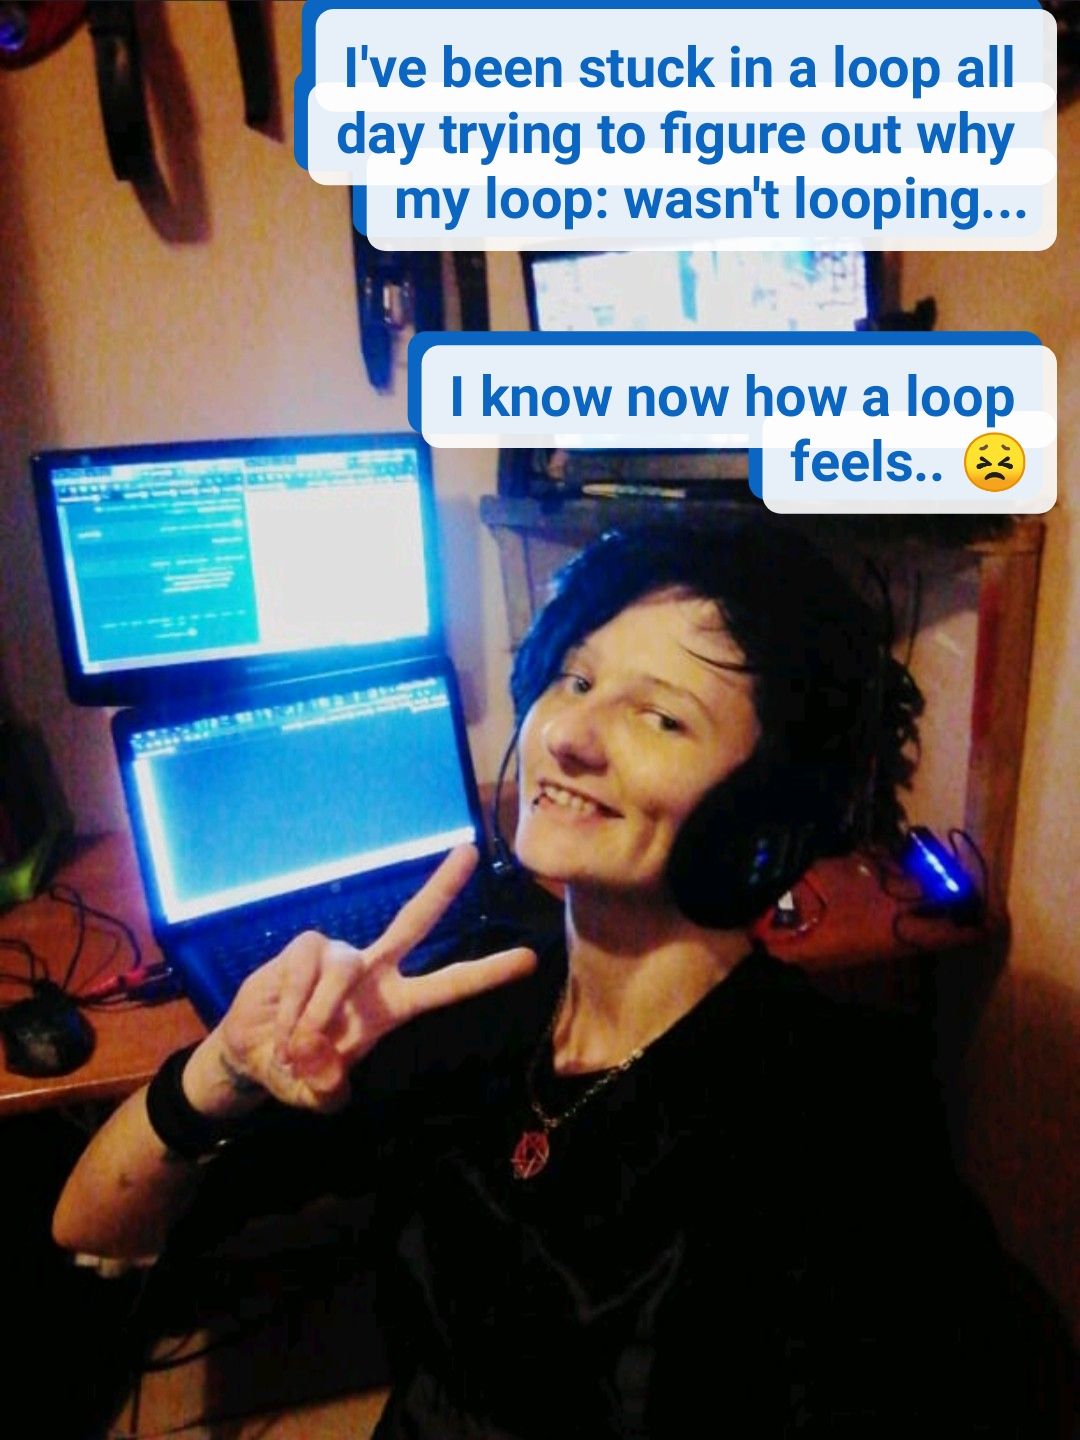 I've been stuck in a loop all
day trying to figure out why
my loop: wasn't looping...
I know now how a loop
feels.. 😣